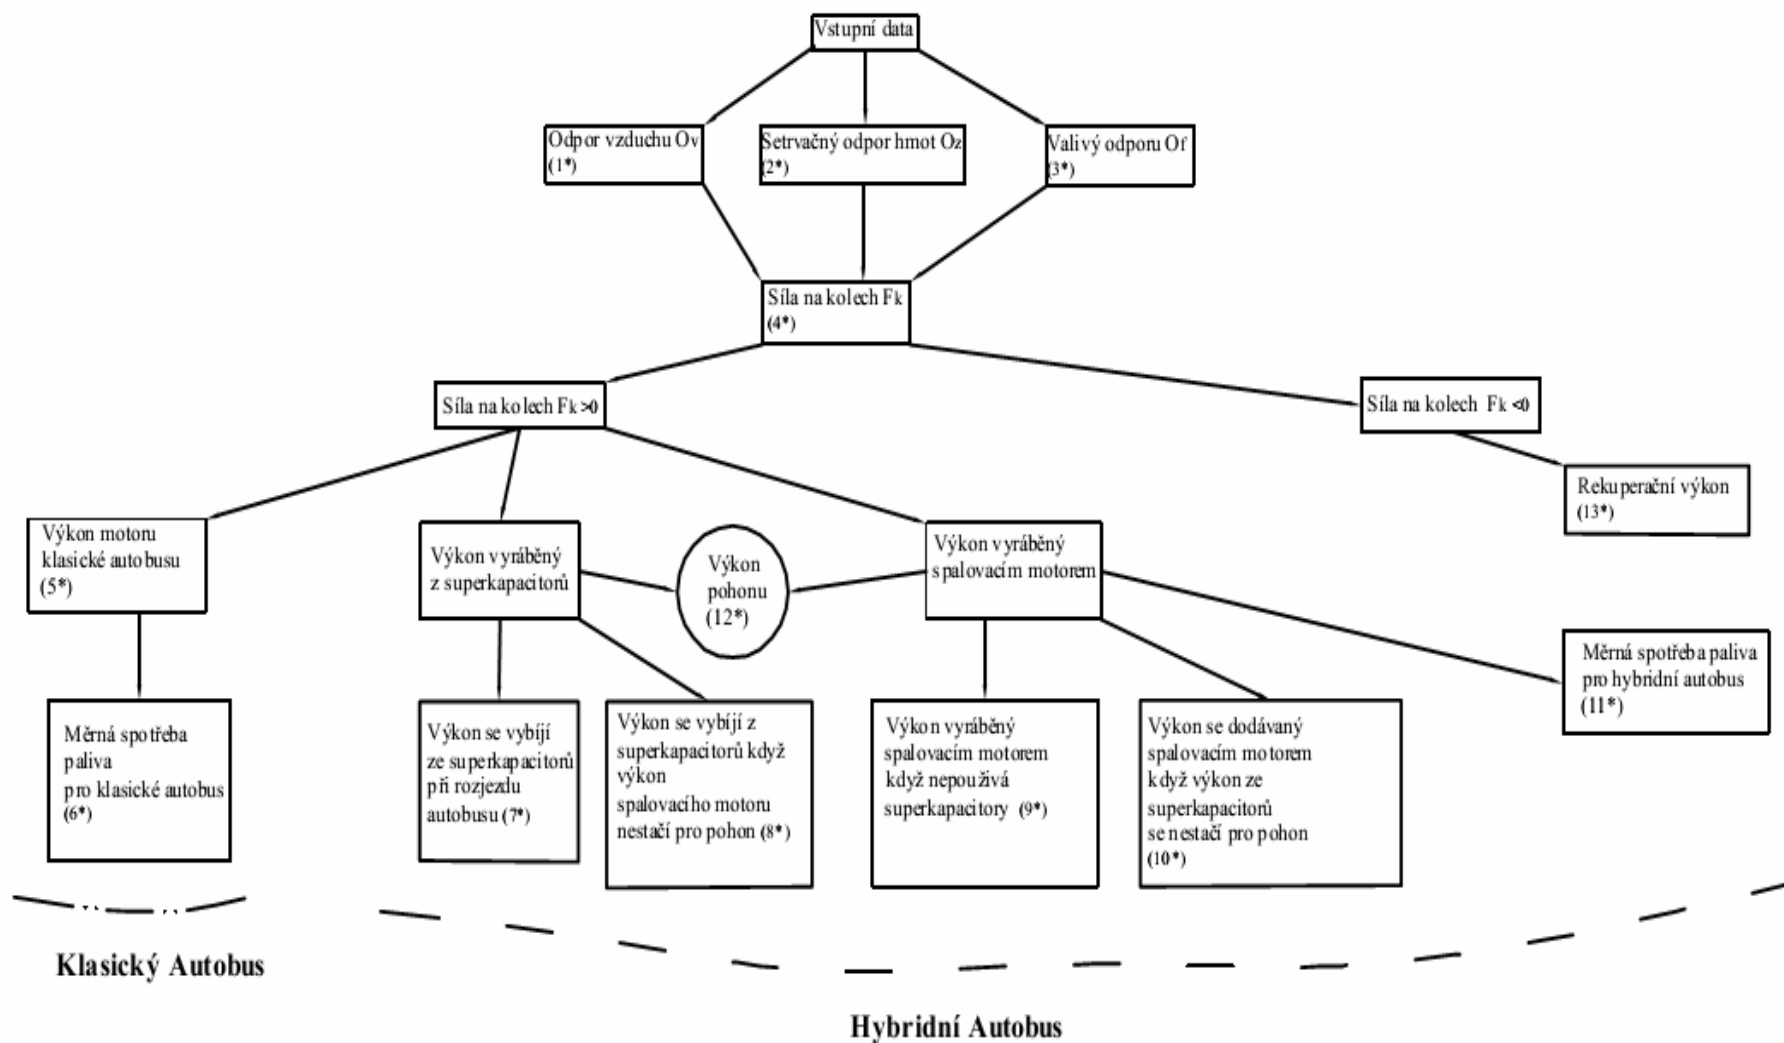 Vstupní data
Odpor vzduchu Ov
(1*)
Setrvačný odpor hmot Oz
(2*)
Valivý odporu Of
(3*)
Síla na kolech Fk
(4*)
Síla na kolech Fk >0
Síla na kolech Fk <0
Rekuperační výkon
(13*)
Výkon motoru
klasické autobusu
(5*)
Výkon vyráběný
z superkapacitorů
Výkon
pohonu
(12*)
Výkon vyráběný
spalovacím motorem
Měrná spotřeba paliva
pro hybridní autobus
(11*)
Měrná spotřeba
paliva
pro klasické autobus
(6*)
Výkon se vybíjí
ze superkapacitorů
při rozjezdu
autobusu (7*)
Výkon se vybíjí z
superkapacitorů když
výkon
spalovacího motoru
nestačí pro pohon (8*)
Výkon vyráběný
spalovacím motorem
když nepoužívá
superkapacitory (9*)
Výkon se dodávaný
spalovacím motorem
když výkon ze
superkapacitorů
se nestačí pro pohon
(10*)
Klasický Autobus
Hybridní Autobus